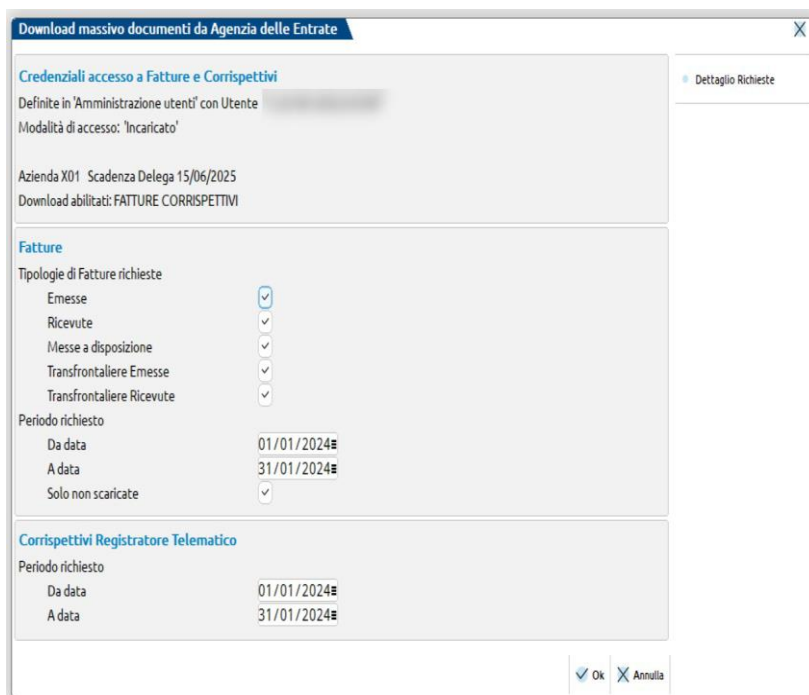 Download massivo documenti da Agenzia delle Entrate
Credenziali accesso a Fatture e Corrispettivi
Definite in 'Amministrazione utenti' con Utente
Modalità di accesso: 'Incaricato'
Azienda X01 Scadenza Delega 15/06/2025
Download abilitati: FATTURE CORRISPETTIVI
Dettaglio Richieste
Fatture
Tipologie di Fatture richieste
Emesse
Ricevute
Messe a disposizione
Transfrontaliere Emesse
Transfrontaliere Ricevute
Periodo richiesto
Da data 01/01/2024
A data 31/01/2024
Solo non scaricate
Corrispettivi Registratore Telematico
Periodo richiesto
Da data 01/01/2024
A data 31/01/2024
Ok Annulla